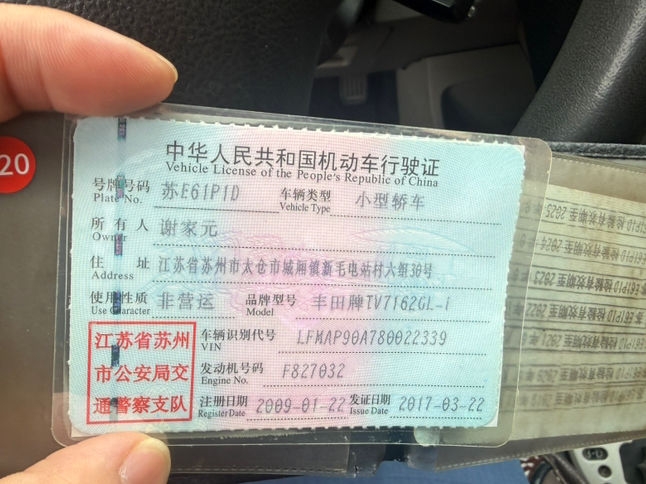 中华人民共和国机动车行驶证
Vehicle License of the People's Republic of China
号牌号码 苏E61P1D 车辆类型 小型轿车
Plate No. Vehicle Type
所有人 谢家元
Owner
住址 江苏省苏州市太仓市城厢镇新毛电站村六组30号
Address
使用性质 非营运 品牌型号 丰田牌TV7162GL-i
Use Character Model
江苏省苏州
市公安局交
通警察支队
车辆识别代号 LFMAP90A780022339
VIN
发动机号码 F827032
Engine No.
注册日期 2009-01-22 发证日期 2017-03-22
Register Date Issue Date
20